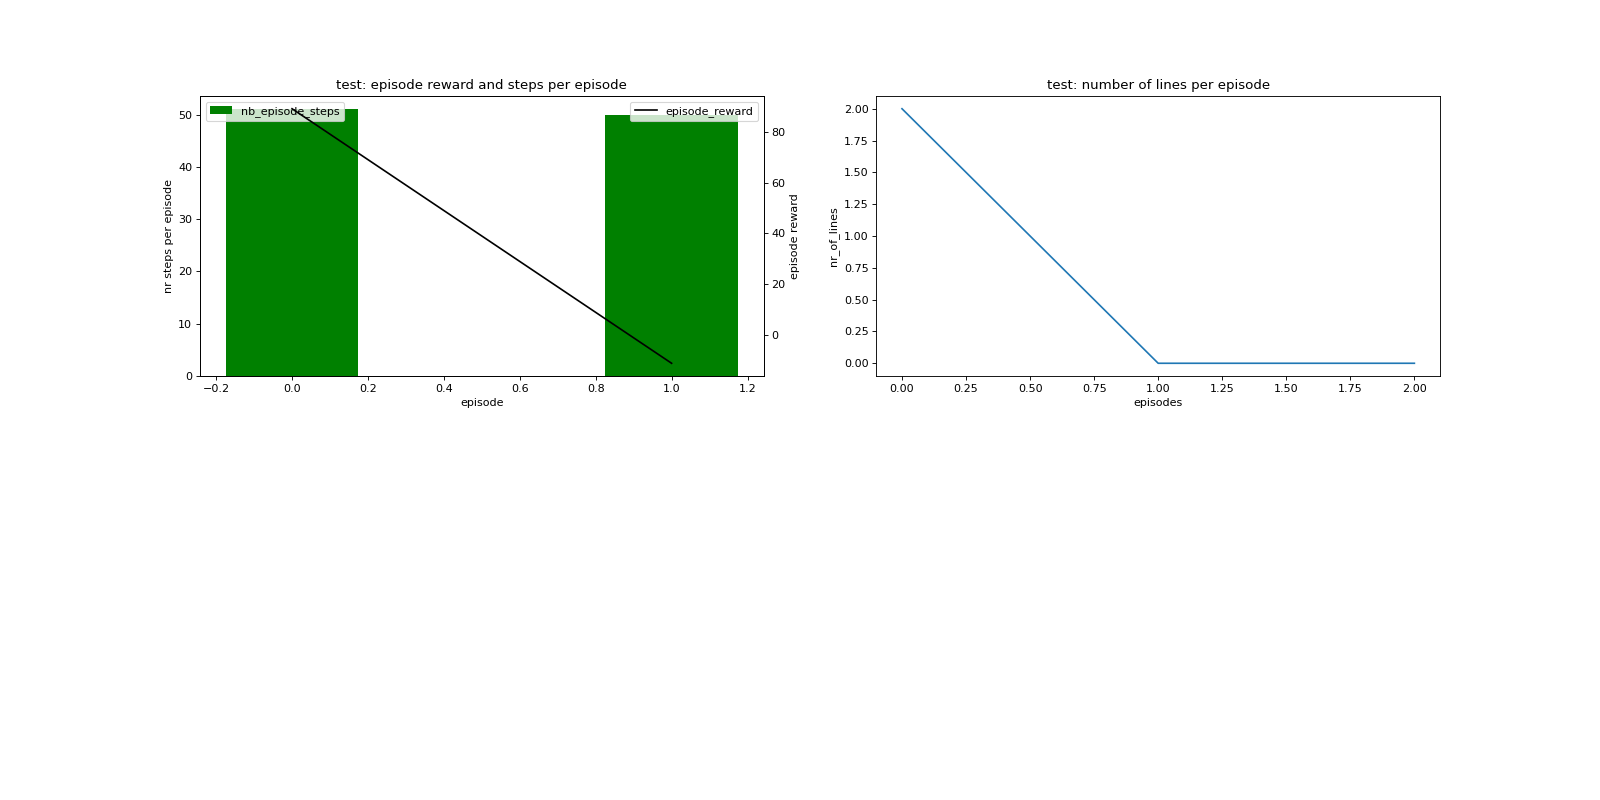 test: episode reward and steps per episode
nb_episode_steps
episode_reward
50
40
30
20
10
0
nr steps per episode
80
60
40
20
0
episode reward
−0.2 0.0 0.2 0.4 0.6 0.8 1.0 1.2
episode
test: number of lines per episode
2.00
1.75
1.50
1.25
1.00
0.75
0.50
0.25
0.00
nr_of_lines
0.00 0.25 0.50 0.75 1.00 1.25 1.50 1.75 2.00
episodes